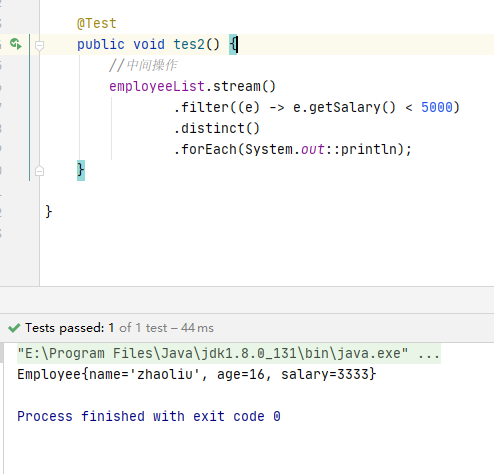 @Test
public void tes2() {
//中间操作
employeeList.stream()
.filter((e) -> e.getSalary() < 5000)
.distinct()
.forEach(System.out::println);
}
}
Tests passed: 1 of 1 test – 44 ms
"E:\Program Files\Java\jdk1.8.0_131\bin\java.exe" ...
Employee{name='zhaoliu', age=16, salary=3333}
Process finished with exit code 0